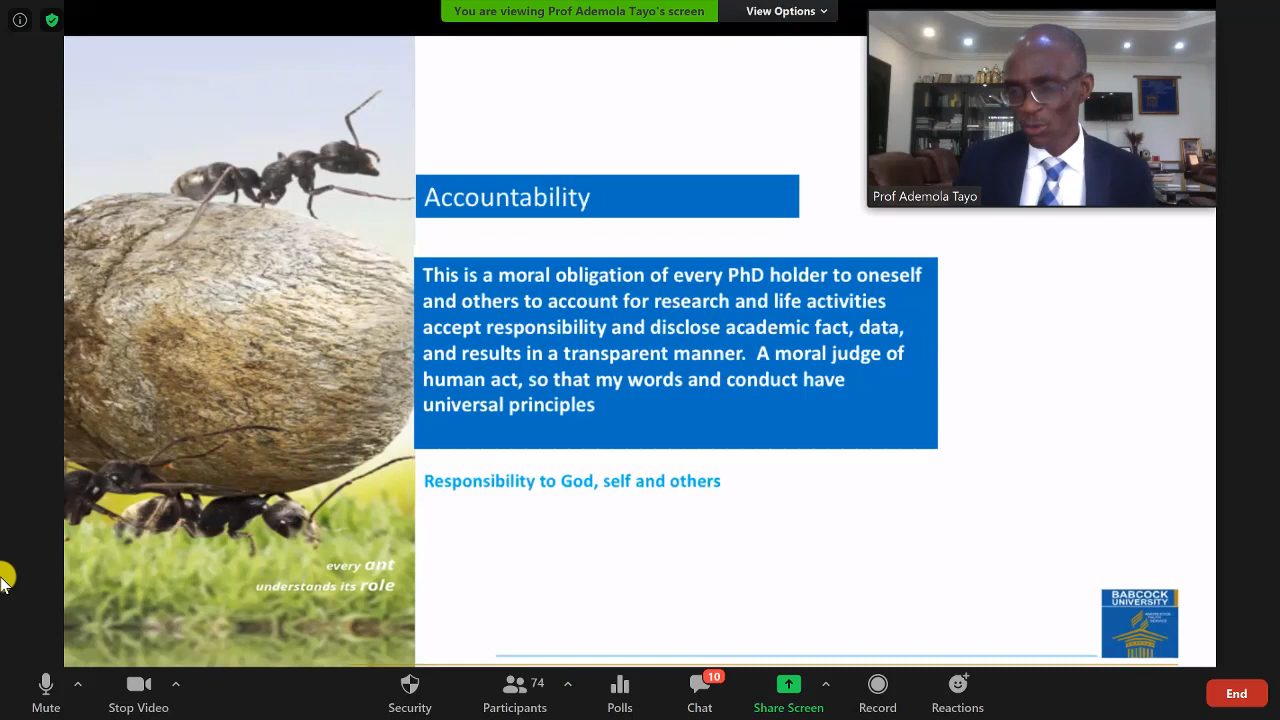 You are viewing Prof Ademola Tayo's screen
View Options
Prof Ademola Tayo
Accountability
This is a moral obligation of every PhD holder to oneself
and others to account for research and life activities
accept responsibility and disclose academic fact, data,
and results in a transparent manner.  A moral judge of
human act, so that my words and conduct have
universal principles
Responsibility to God, self and others
every ant
understands its role
BABCOCK
UNIVERSITY
Mute
Stop Video
Security
74
Participants
Polls
10
Chat
Share Screen
Record
Reactions
End